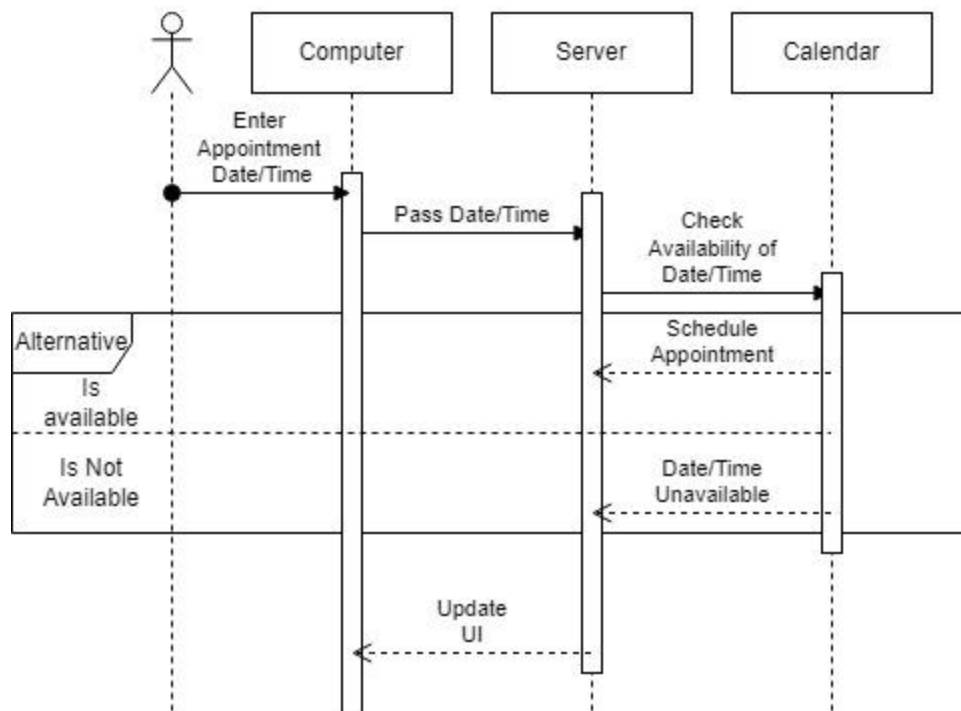 Computer
Server
Calendar
Enter
Appointment
Date/Time
Pass Date/Time
Check
Availability of
Date/Time
Alternative
Schedule
Appointment
Is
available
Is Not
Available
Date/Time
Unavailable
Update
UI